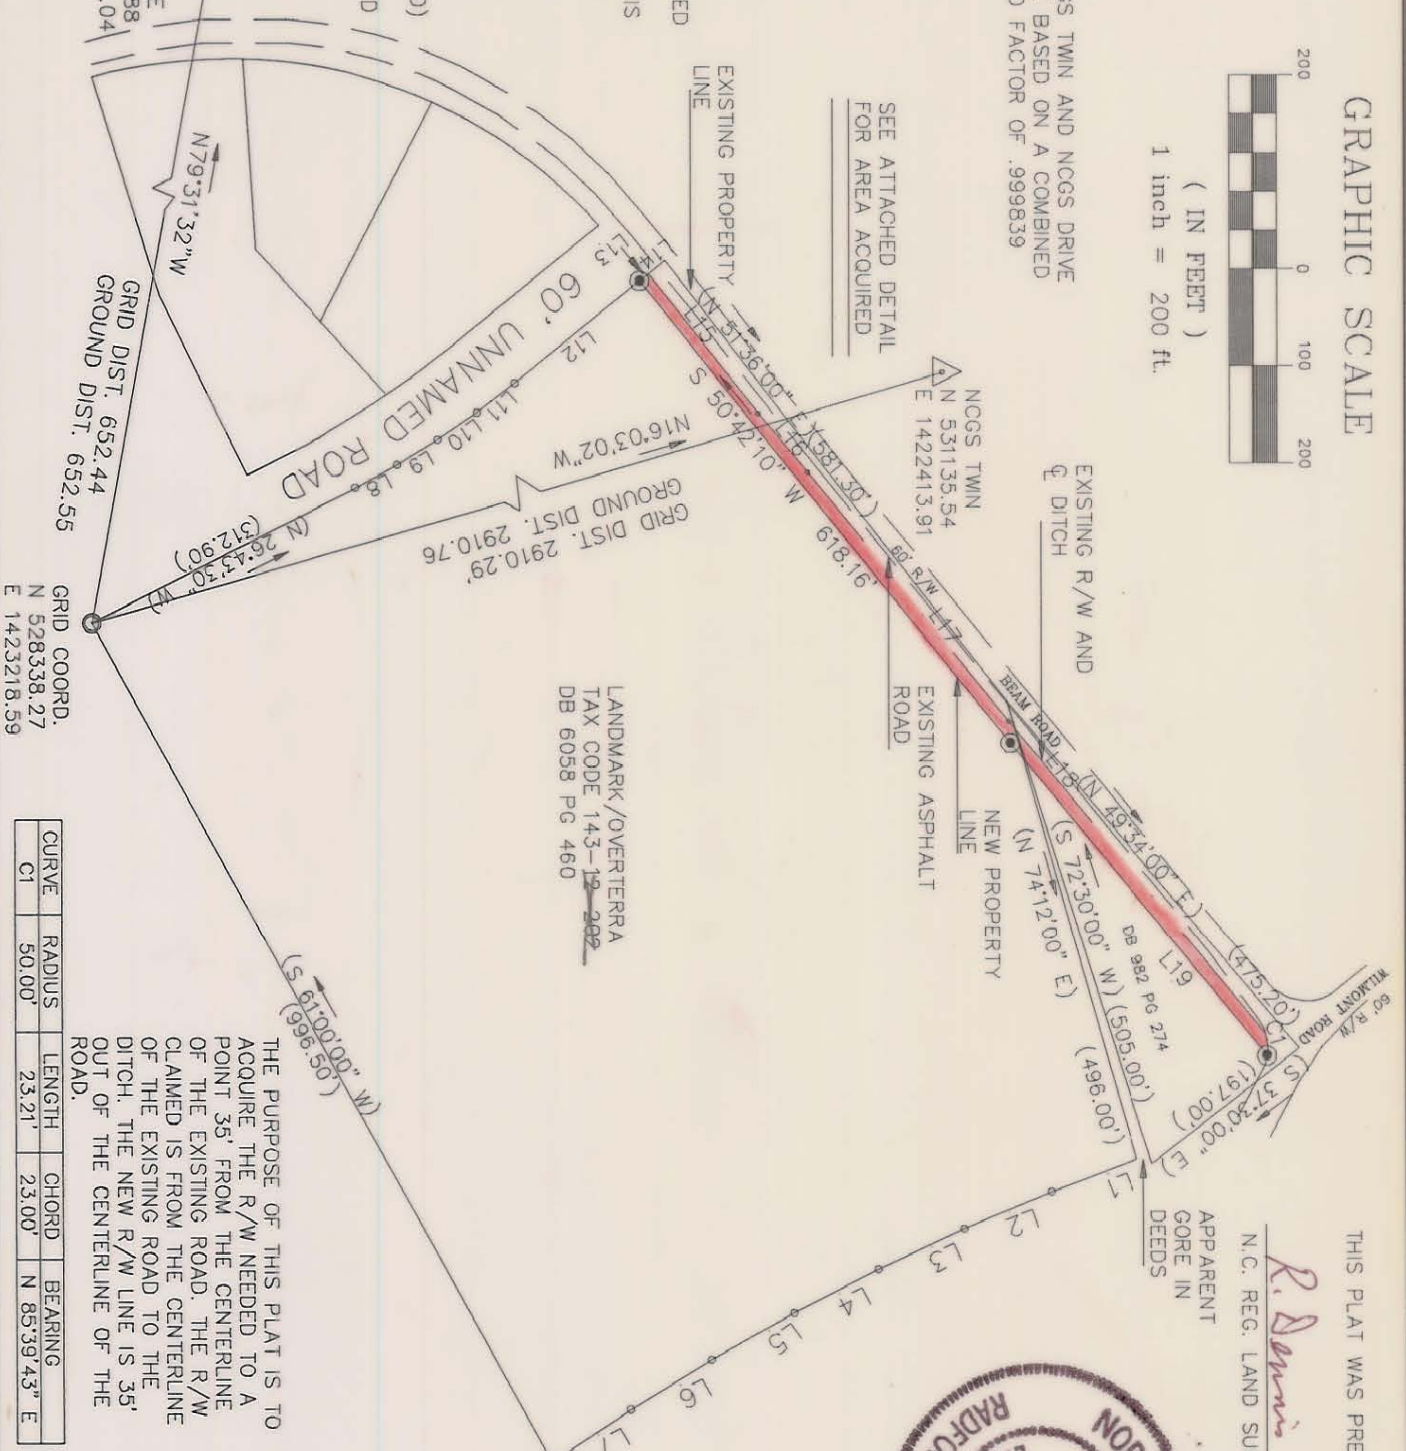 GRAPHIC SCALE
200 0 100 200
( IN FEET )
1 inch = 200 ft.
GS TWIN AND NCGS DRIVE
BASED ON A COMBINED
FACTOR OF .999839
SEE ATTACHED DETAIL
FOR AREA ACQUIRED
EXISTING PROPERTY
LINE
ED
IS
NCGS TWIN
N 531135.54
E 1422413.91
EXISTING R/W AND
℄ DITCH
(N 51°36'00" E)(581.30')
S 50°42'10" W 618.16'
L13
L14
L15
L16
L17
L18
L19
60' R/W
BEAM ROAD
(N 49°34'00" E)
(475.20')
C1
WILMONT ROAD
60' R/W
(S 37°30'00" E)
(197.00')
DB 982 PG 274
(S 72°30'00" W)(505.00')
(N 74°12'00" E)
(496.00')
EXISTING ASPHALT
ROAD
NEW PROPERTY
LINE
APPARENT
GORE IN
DEEDS
THIS PLAT WAS PRE
R. Dennis
N.C. REG. LAND SU
RADFO
DON
L1
L2
L3
L4
L5
L6
L7
60' UNNAMED ROAD
L12
L11
L10
L9
L8
(N 26°43'30" W)
(312.90')
N16°03'02"W
GRID DIST. 2910.29'
GROUND DIST. 2910.76
N79°31'32"W
GRID DIST. 652.44
GROUND DIST. 652.55
GRID COORD.
N 528338.27
E 1423218.59
LANDMARK/OVERTERRA
TAX CODE 143-12-202
DB 6058 PG 460
(S 61°00'00" W)
(996.50')
THE PURPOSE OF THIS PLAT IS TO
ACQUIRE THE R/W NEEDED TO A
POINT 35' FROM THE CENTERLINE
OF THE EXISTING ROAD. THE R/W
CLAIMED IS FROM THE CENTERLINE
OF THE EXISTING ROAD TO THE
DITCH. THE NEW R/W LINE IS 35'
OUT OF THE CENTERLINE OF THE
ROAD.
CURVE RADIUS LENGTH CHORD BEARING
C1 50.00' 23.21' 23.00' N 85°39'43" E